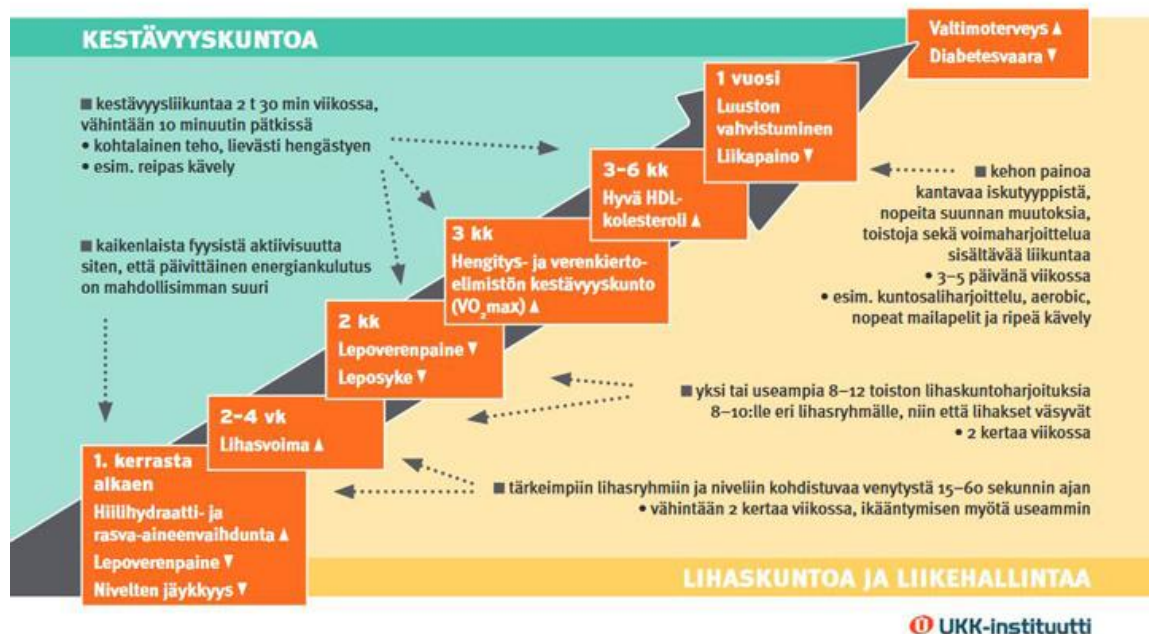 KESTÄVYYSKUNTOA
■ kestävyysliikuntaa 2 t 30 min viikossa,
vähintään 10 minuutin pätkissä
• kohtalainen teho, lievästi hengästyen
• esim. reipas kävely
■ kaikenlaista fyysistä aktiivisuutta
siten, että päivittäinen energiankulutus
on mahdollisimman suuri
1. kerrasta
alkaen
Hiilihydraatti- ja
rasva-aineenvaihdunta ▲
Lepoverenpaine ▼
Nivelten jäykkyys ▼
2–4 vk
Lihasvoima ▲
2 kk
Lepoverenpaine ▼
Leposyke ▼
3 kk
Hengitys- ja verenkierto-
elimistön kestävyyskunto
(VO₂max) ▲
3–6 kk
Hyvä HDL-
kolesteroli ▲
1 vuosi
Luuston
vahvistuminen
Liikapaino ▼
Valtimoterveys ▲
Diabetesvaara ▼
■ kehon painoa
kantavaa iskutyyppistä,
nopeita suunnan muutoksia,
toistoja sekä voimaharjoittelua
sisältävää liikuntaa
• 3–5 päivänä viikossa
• esim. kuntosaliharjoittelu, aerobic,
nopeat mailapelit ja ripeä kävely
■ yksi tai useampia 8–12 toiston lihaskuntoharjoituksia
8–10:lle eri lihasryhmälle, niin että lihakset väsyvät
• 2 kertaa viikossa
■ tärkeimpiin lihasryhmiin ja niveliin kohdistuvaa venytystä 15–60 sekunnin ajan
• vähintään 2 kertaa viikossa, ikääntymisen myötä useammin
LIHASKUNTOA JA LIIKEHALLINTAA
UKK-instituutti